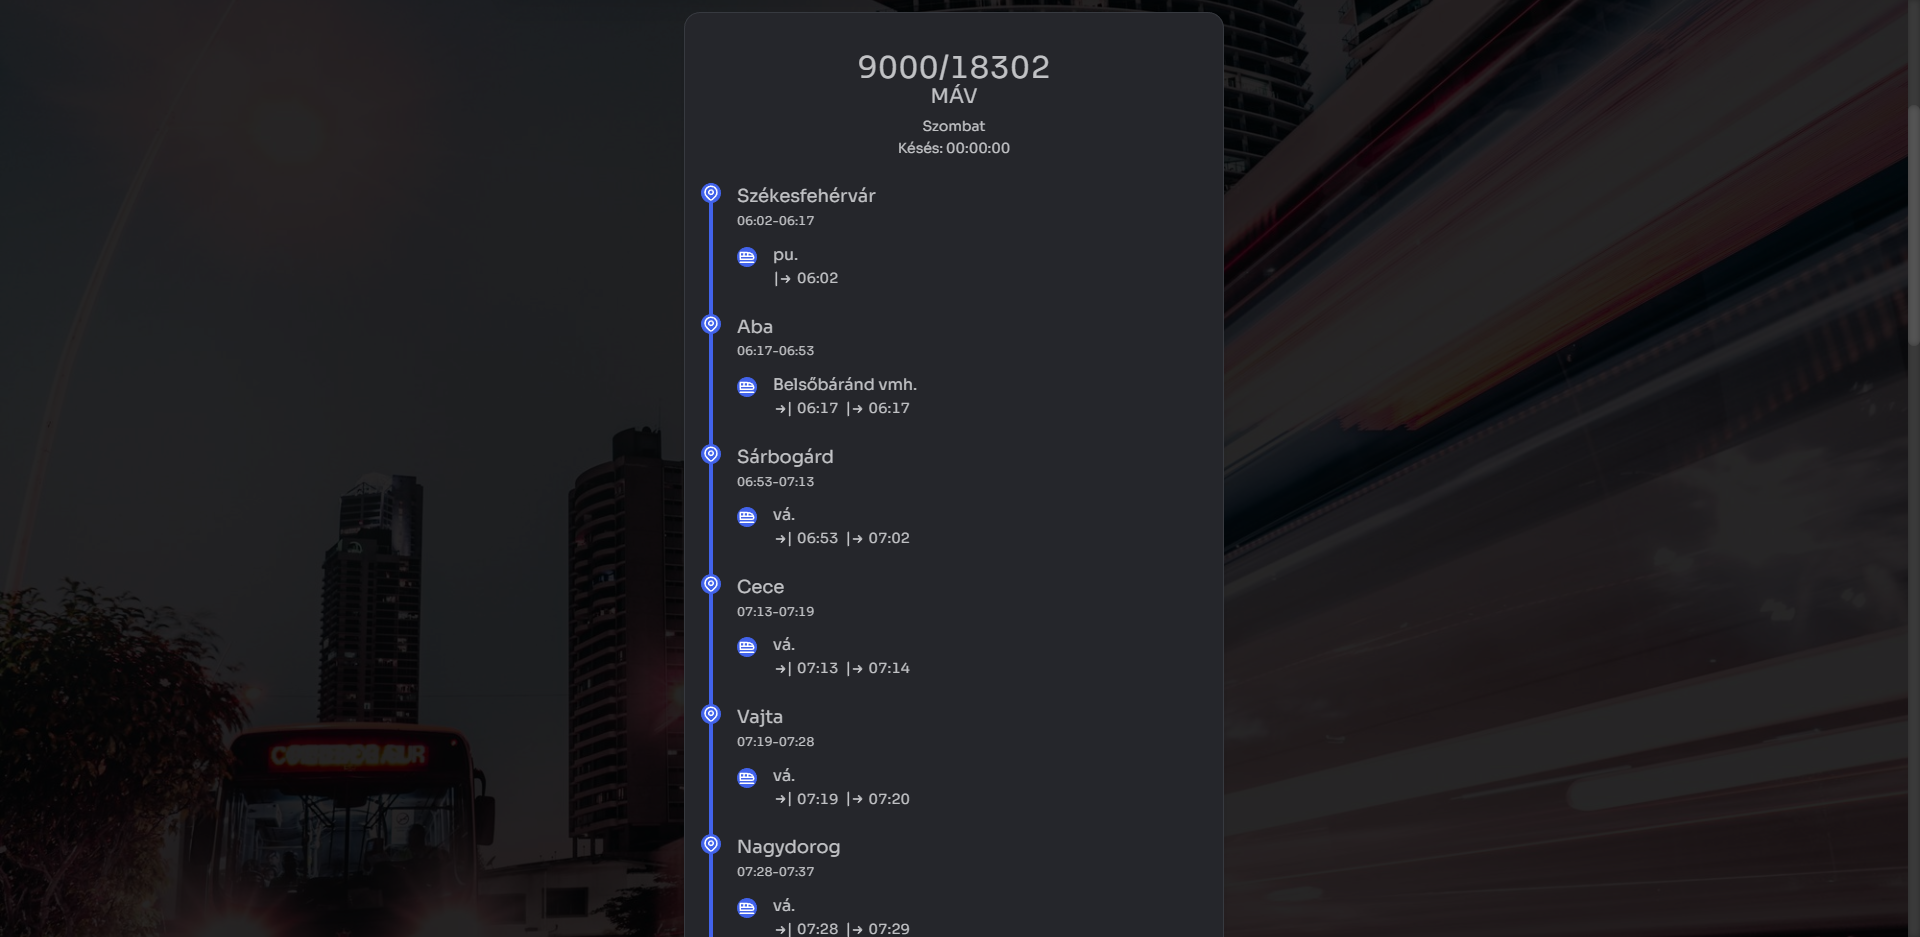 9000/18302
MÁV
Szombat
Késés: 00:00:00
Székesfehérvár
06:02-06:17
pu.
|→ 06:02
Aba
06:17-06:53
Belsőbáránd vmh.
→| 06:17 |→ 06:17
Sárbogárd
06:53-07:13
vá.
→| 06:53 |→ 07:02
Cece
07:13-07:19
vá.
→| 07:13 |→ 07:14
Vajta
07:19-07:28
vá.
→| 07:19 |→ 07:20
Nagydorog
07:28-07:37
vá.
→| 07:28 |→ 07:29